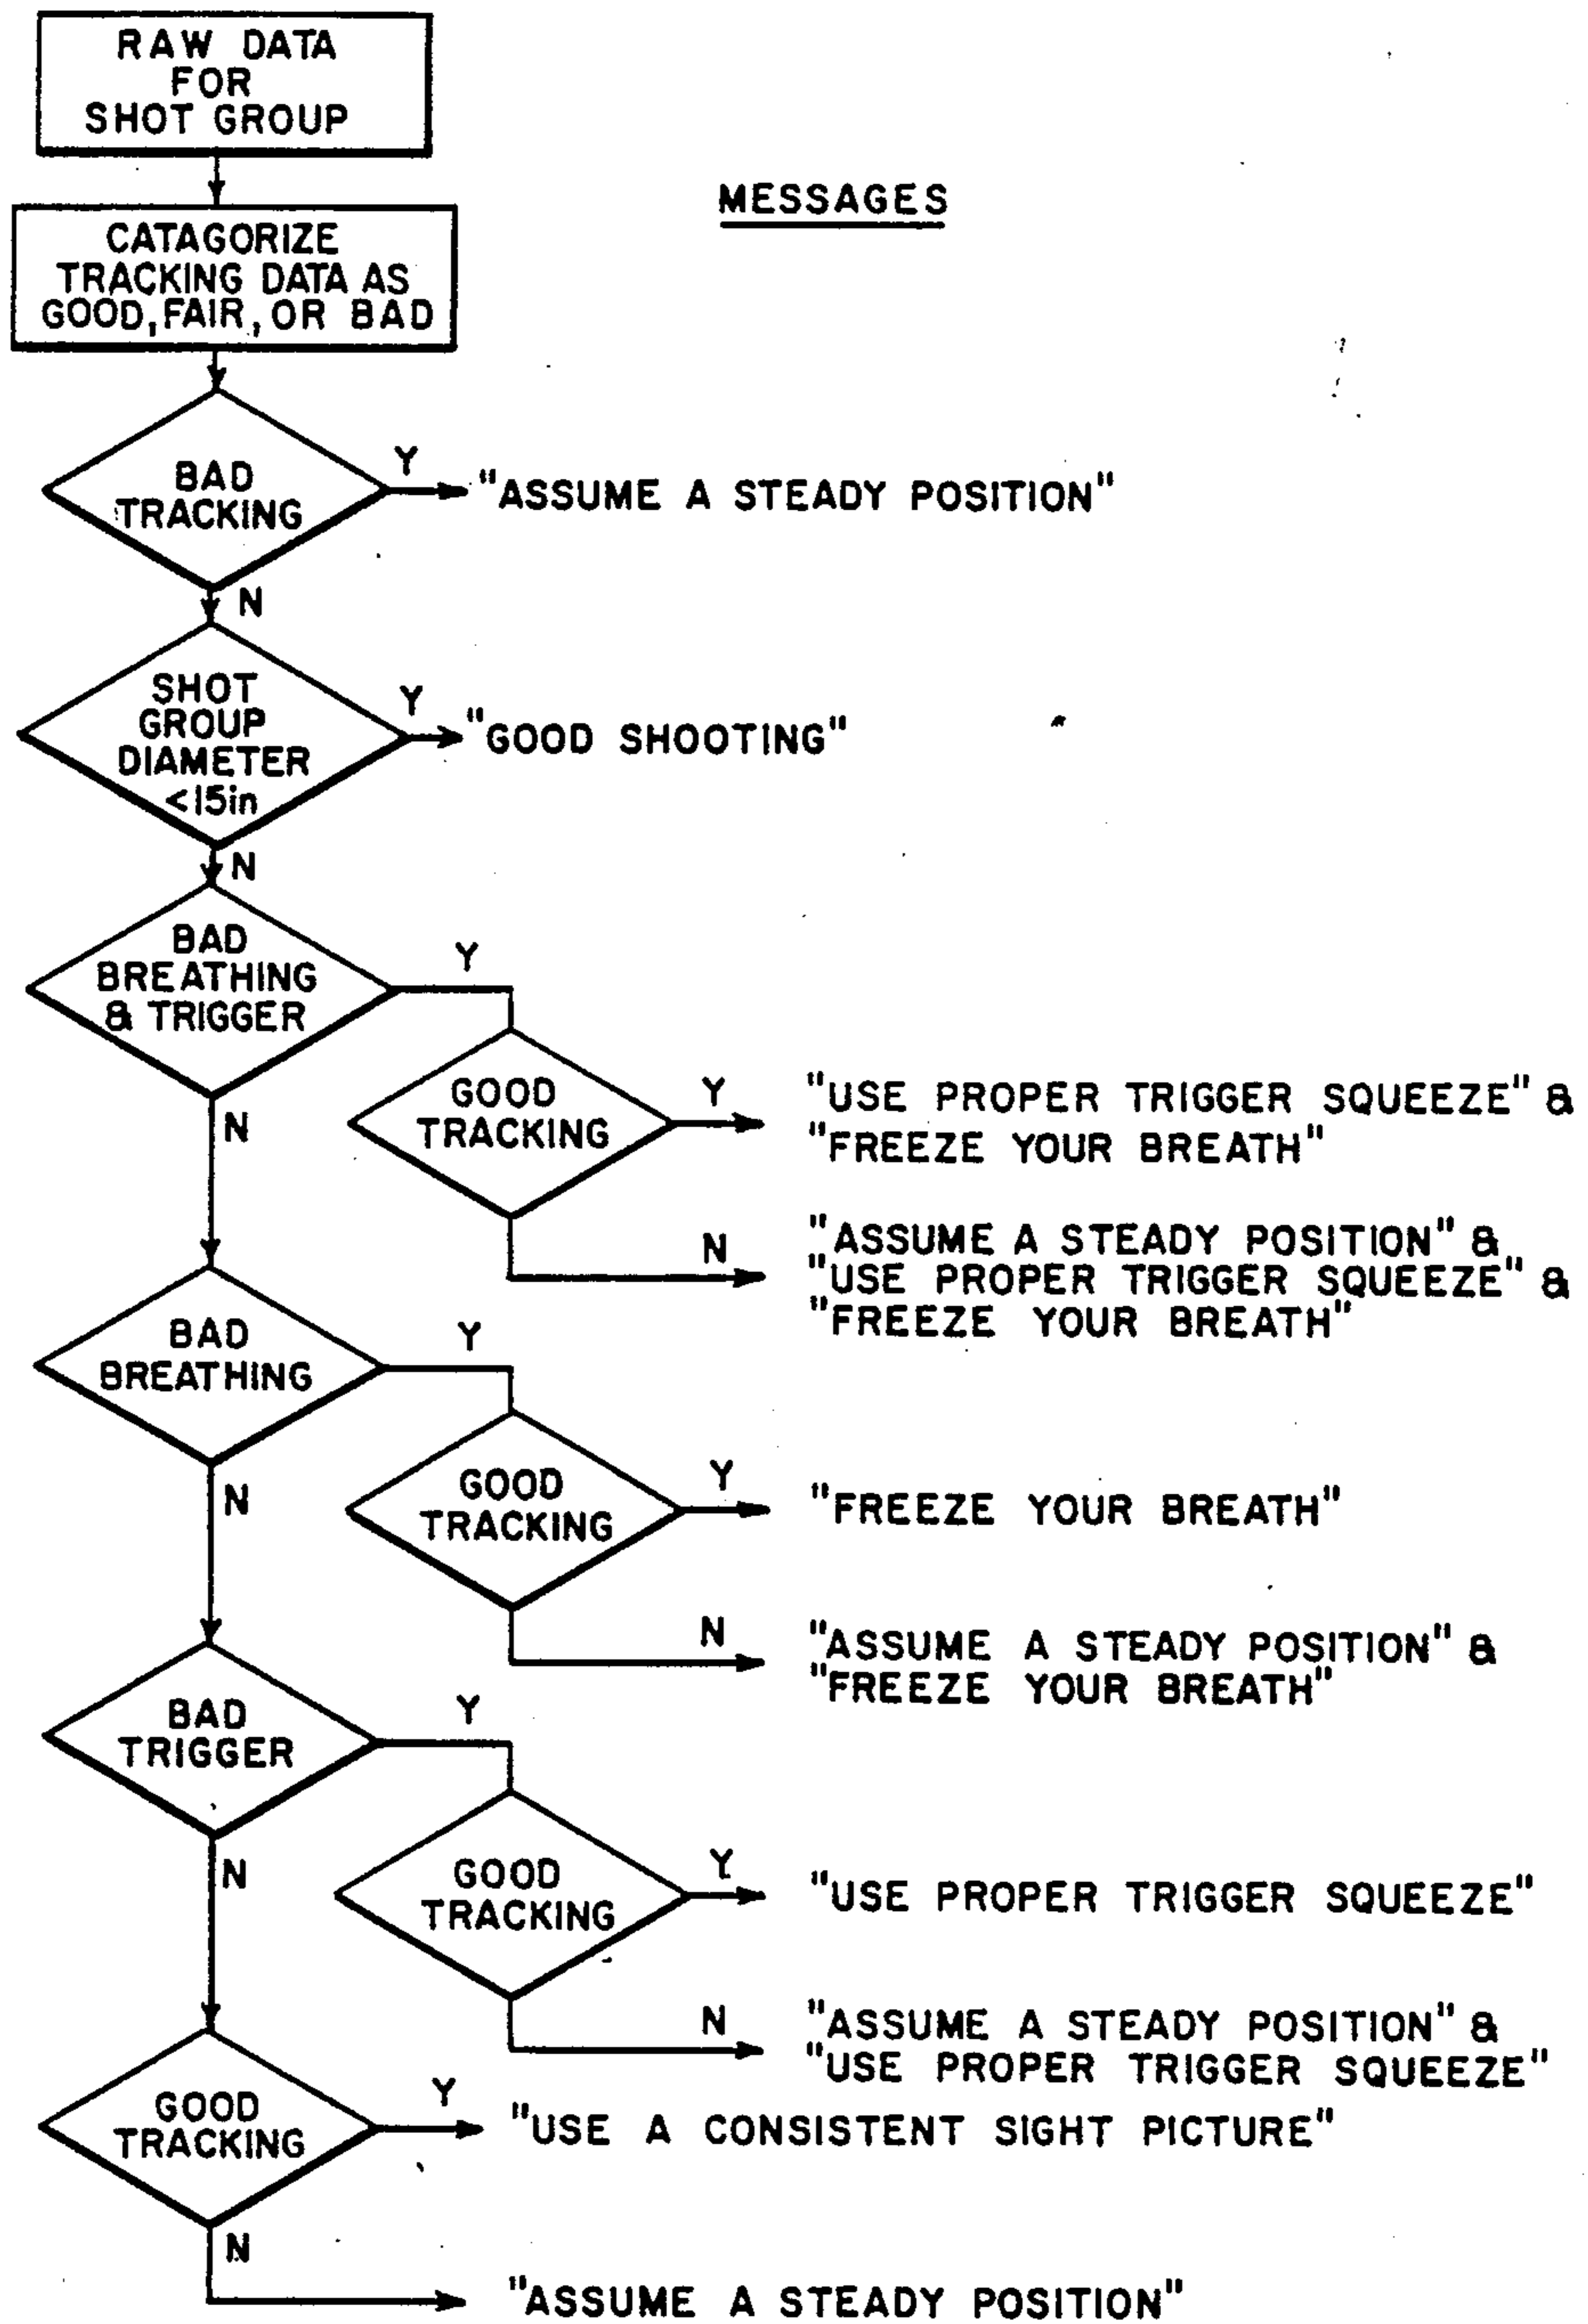 RAW DATA
FOR
SHOT GROUP
MESSAGES
CATAGORIZE
TRACKING DATA AS
GOOD, FAIR, OR BAD
BAD
TRACKING
Y
"ASSUME A STEADY POSITION"
N
SHOT
GROUP
DIAMETER
<15in
Y
"GOOD SHOOTING"
N
BAD
BREATHING
& TRIGGER
Y
N
GOOD
TRACKING
Y
"USE PROPER TRIGGER SQUEEZE" &
"FREEZE YOUR BREATH"
N
"ASSUME A STEADY POSITION" &
"USE PROPER TRIGGER SQUEEZE" &
"FREEZE YOUR BREATH"
BAD
BREATHING
Y
N
GOOD
TRACKING
Y
"FREEZE YOUR BREATH"
N
"ASSUME A STEADY POSITION" &
"FREEZE YOUR BREATH"
BAD
TRIGGER
Y
N
GOOD
TRACKING
Y
"USE PROPER TRIGGER SQUEEZE"
N
"ASSUME A STEADY POSITION" &
"USE PROPER TRIGGER SQUEEZE"
GOOD
TRACKING
Y
"USE A CONSISTENT SIGHT PICTURE"
N
"ASSUME A STEADY POSITION"